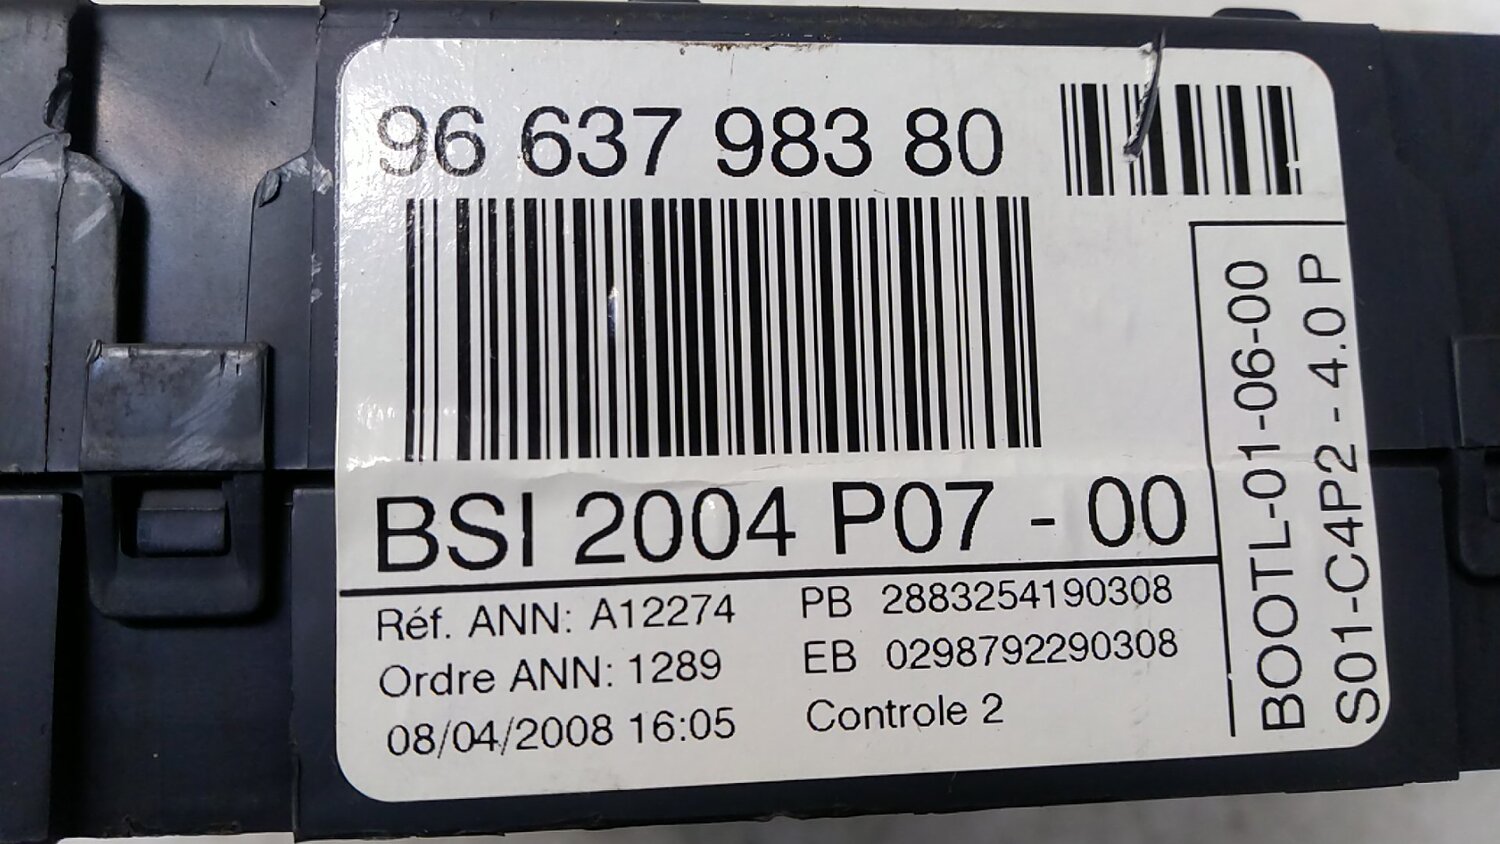 96 637 983 80
BSI 2004 P07 - 00
Réf. ANN: A12274
Ordre ANN: 1289
08/04/2008 16:05
PB 2883254190308
EB 0298792290308
Controle 2
BOOTL-01-06-00
S01-C4P2 - 4.0 P